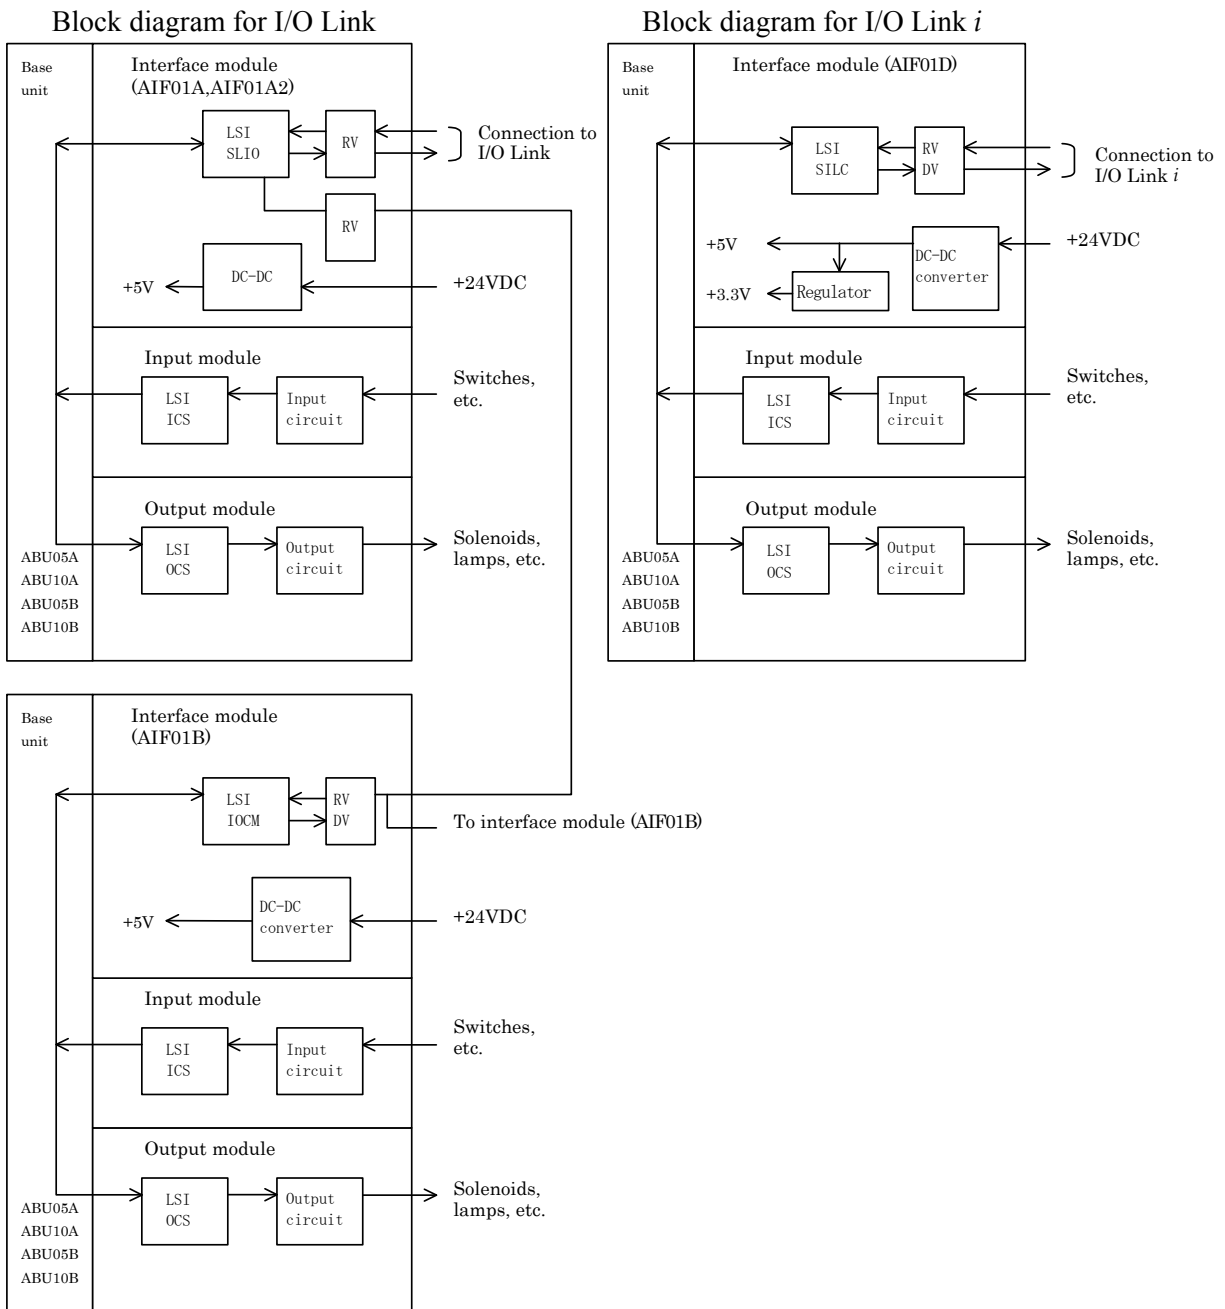 Block diagram for I/O Link
Base
unit
Interface module
(AIF01A,AIF01A2)
LSI
SLIO
RV
Connection to
I/O Link
RV
DC-DC
+5V
+24VDC
Input module
LSI
ICS
Input
circuit
Switches,
etc.
Output module
LSI
OCS
Output
circuit
Solenoids,
lamps, etc.
ABU05A
ABU10A
ABU05B
ABU10B
Block diagram for I/O Link i
Base
unit
Interface module (AIF01D)
LSI
SILC
RV
DV
Connection to
I/O Link i
+5V
DC-DC
converter
+24VDC
+3.3V
Regulator
Input module
LSI
ICS
Input
circuit
Switches,
etc.
Output module
LSI
OCS
Output
circuit
Solenoids,
lamps, etc.
ABU05A
ABU10A
ABU05B
ABU10B
Base
unit
Interface module
(AIF01B)
LSI
IOCM
RV
DV
To interface module (AIF01B)
DC-DC
converter
+5V
+24VDC
Input module
LSI
ICS
Input
circuit
Switches,
etc.
Output module
LSI
OCS
Output
circuit
Solenoids,
lamps, etc.
ABU05A
ABU10A
ABU05B
ABU10B